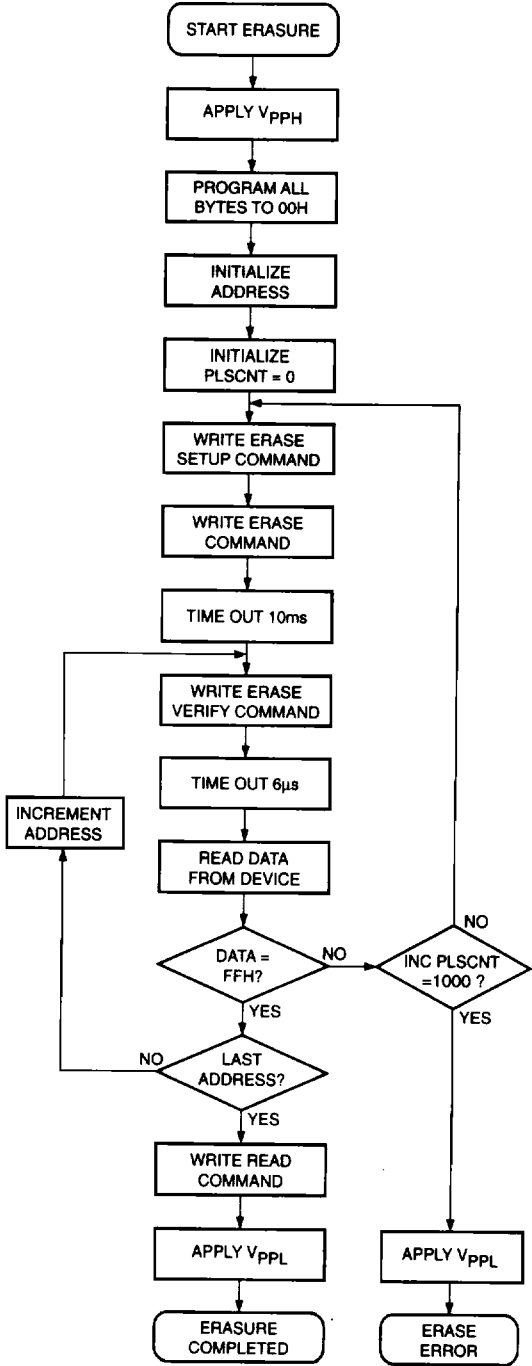 START ERASURE
APPLY VPPH
PROGRAM ALL
BYTES TO 00H
INITIALIZE
ADDRESS
INITIALIZE
PLSCNT = 0
WRITE ERASE
SETUP COMMAND
WRITE ERASE
COMMAND
TIME OUT 10ms
WRITE ERASE
VERIFY COMMAND
TIME OUT 6µs
INCREMENT
ADDRESS
READ DATA
FROM DEVICE
DATA =
FFH?
NO
YES
INC PLSCNT
=1000 ?
NO
YES
LAST
ADDRESS?
NO
YES
WRITE READ
COMMAND
APPLY VPPL
ERASURE
COMPLETED
APPLY VPPL
ERASE
ERROR